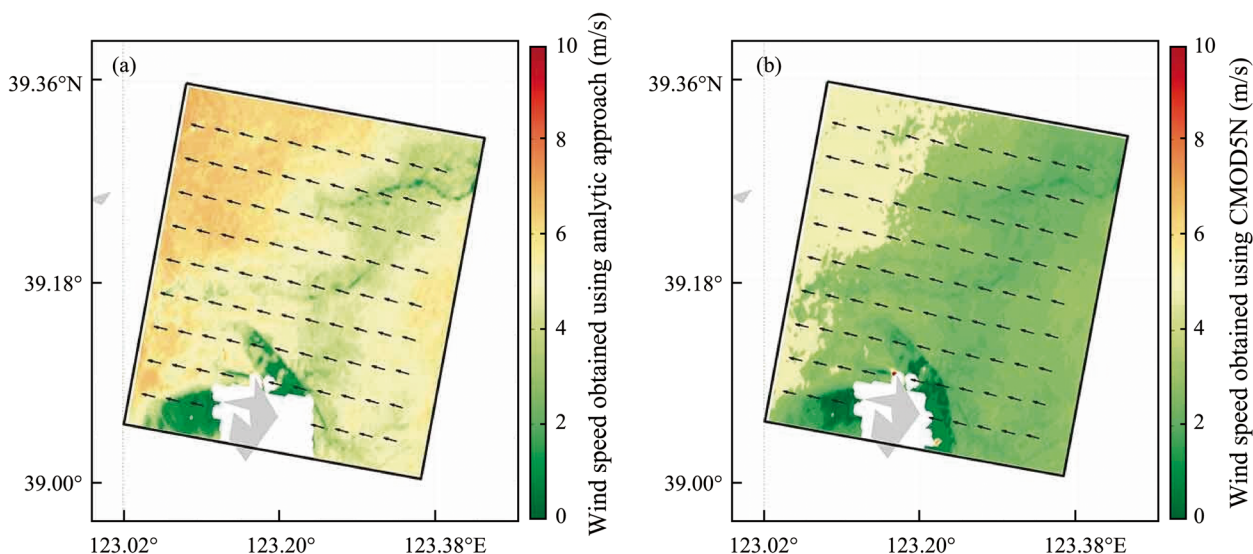 (a)
39.36°N
39.18°
39.00°
123.02°
123.20°
123.38°E
10
8
6
4
2
0
Wind speed obtained using analytic approach (m/s)
(b)
39.36°N
39.18°
39.00°
123.02°
123.20°
123.38°E
10
8
6
4
2
0
Wind speed obtained using CMOD5N (m/s)